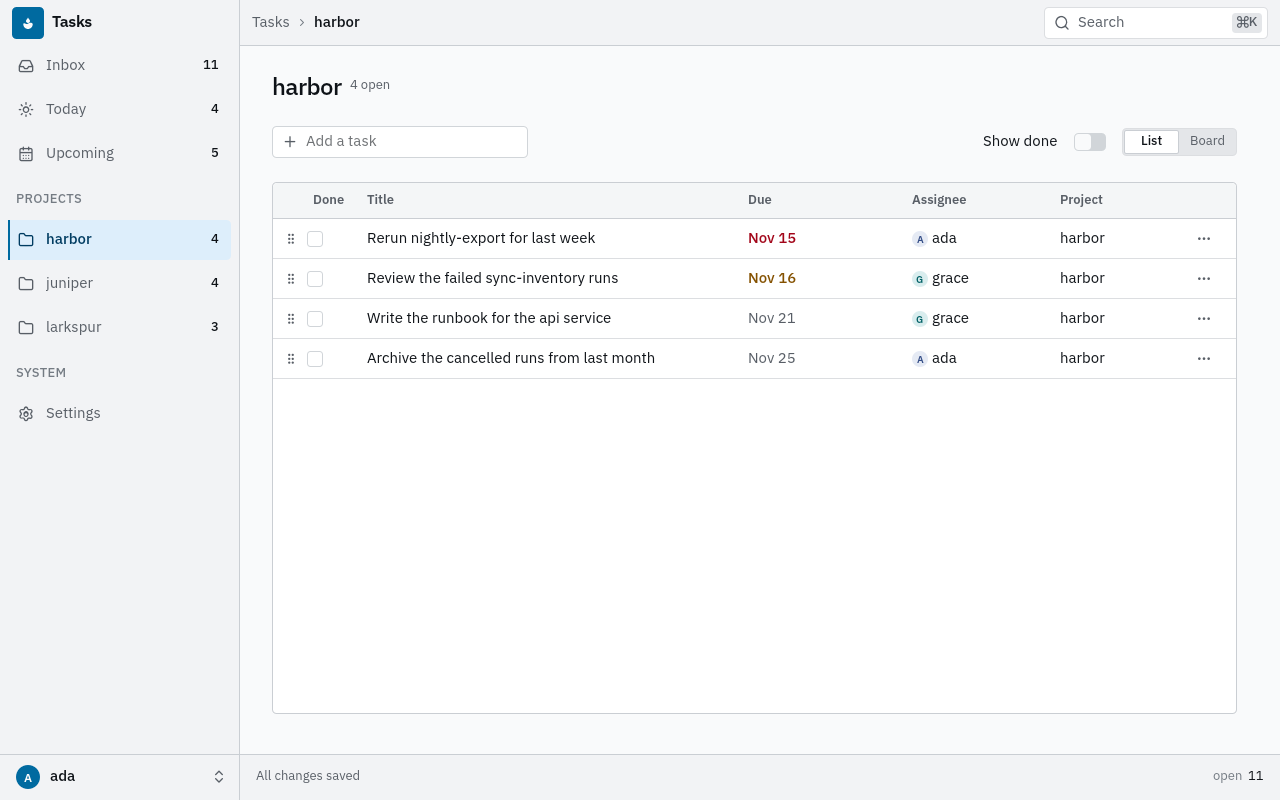 Tasks
Tasks > harbor
Search ⌘K
Inbox 11
Today 4
Upcoming 5
PROJECTS
harbor 4
juniper 4
larkspur 3
SYSTEM
Settings
A ada
harbor 4 open
Add a task
Show done List Board
Done Title Due Assignee Project
Rerun nightly-export for last week Nov 15 A ada harbor
Review the failed sync-inventory runs Nov 16 G grace harbor
Write the runbook for the api service Nov 21 G grace harbor
Archive the cancelled runs from last month Nov 25 A ada harbor
All changes saved open 11